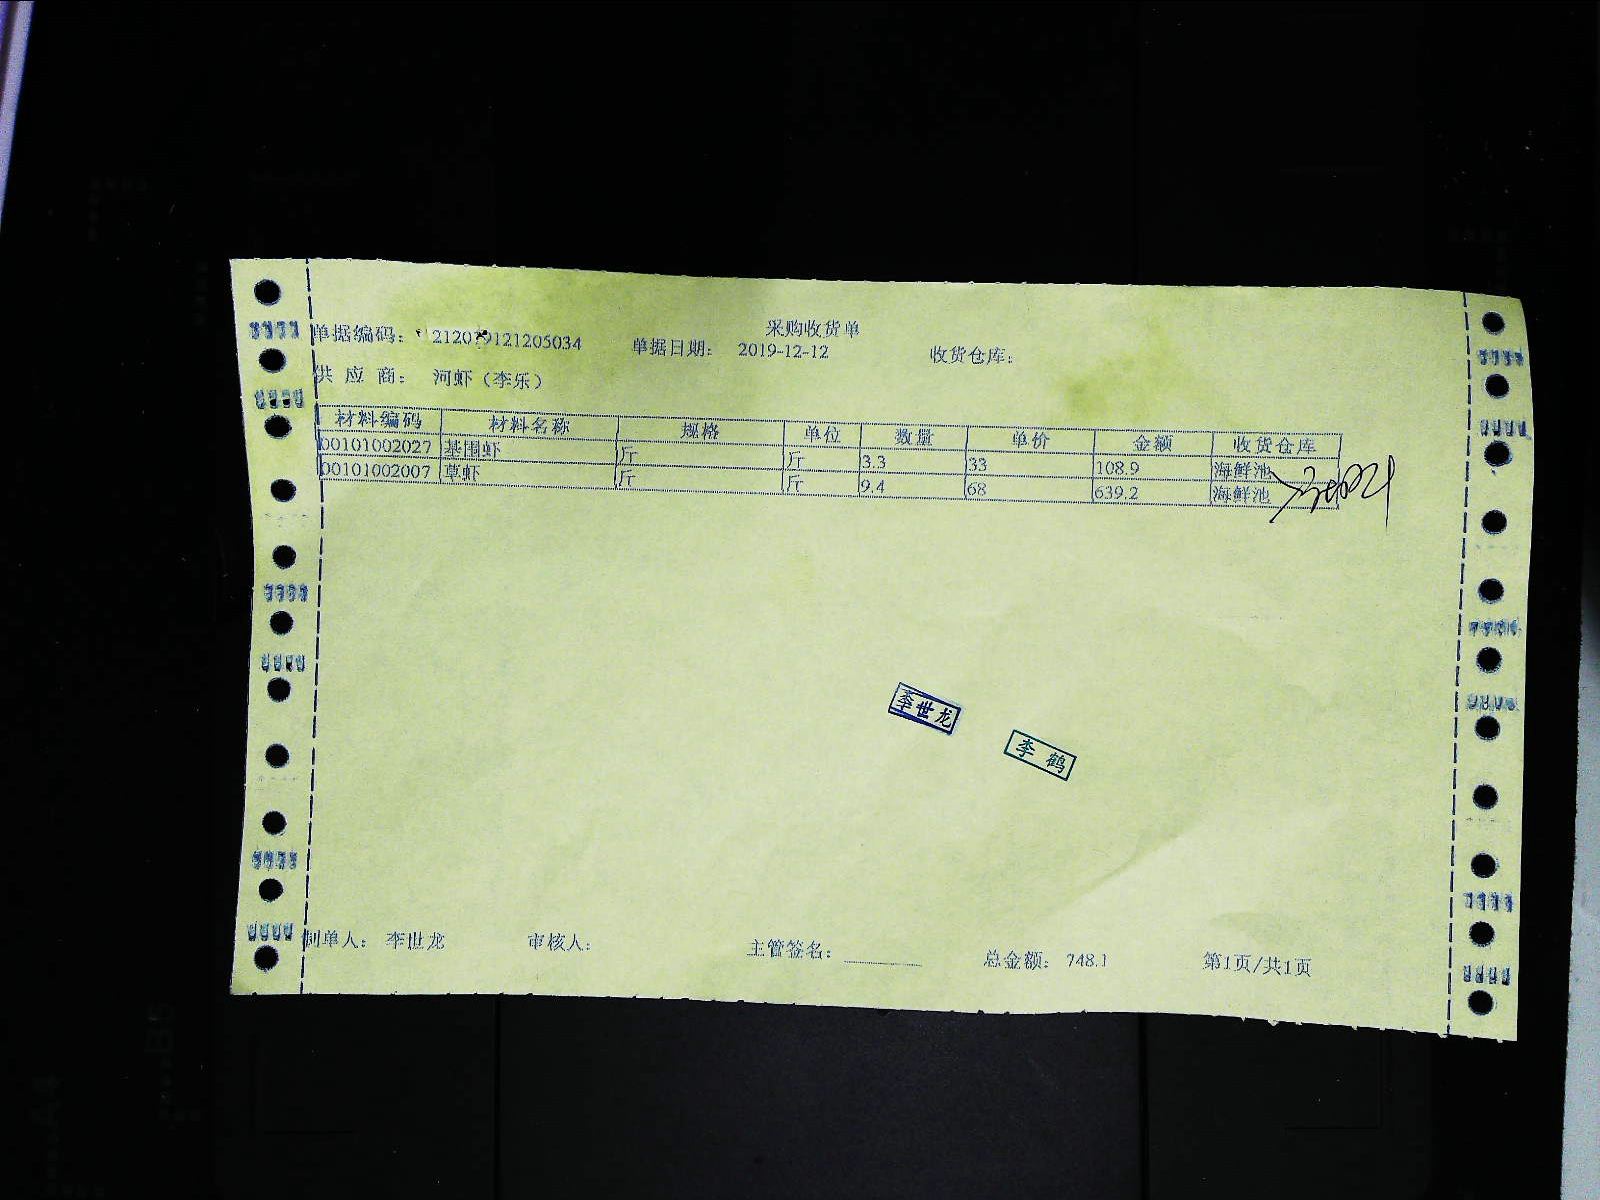 采购收货单
单据编码： 212019121205034 单据日期： 2019-12-12 收货仓库：
供 应 商： 河虾（李乐）
材料编码 材料名称 规格 单位 数量 单价 金额 收货仓库
00101002027 基围虾 斤 斤 3.3 33 108.9 海鲜池
00101002007 草虾 斤 斤 9.4 68 639.2 海鲜池
李世龙
李鹤
制单人： 李世龙 审核人： 主管签名： 总金额： 748.1 第1页/共1页